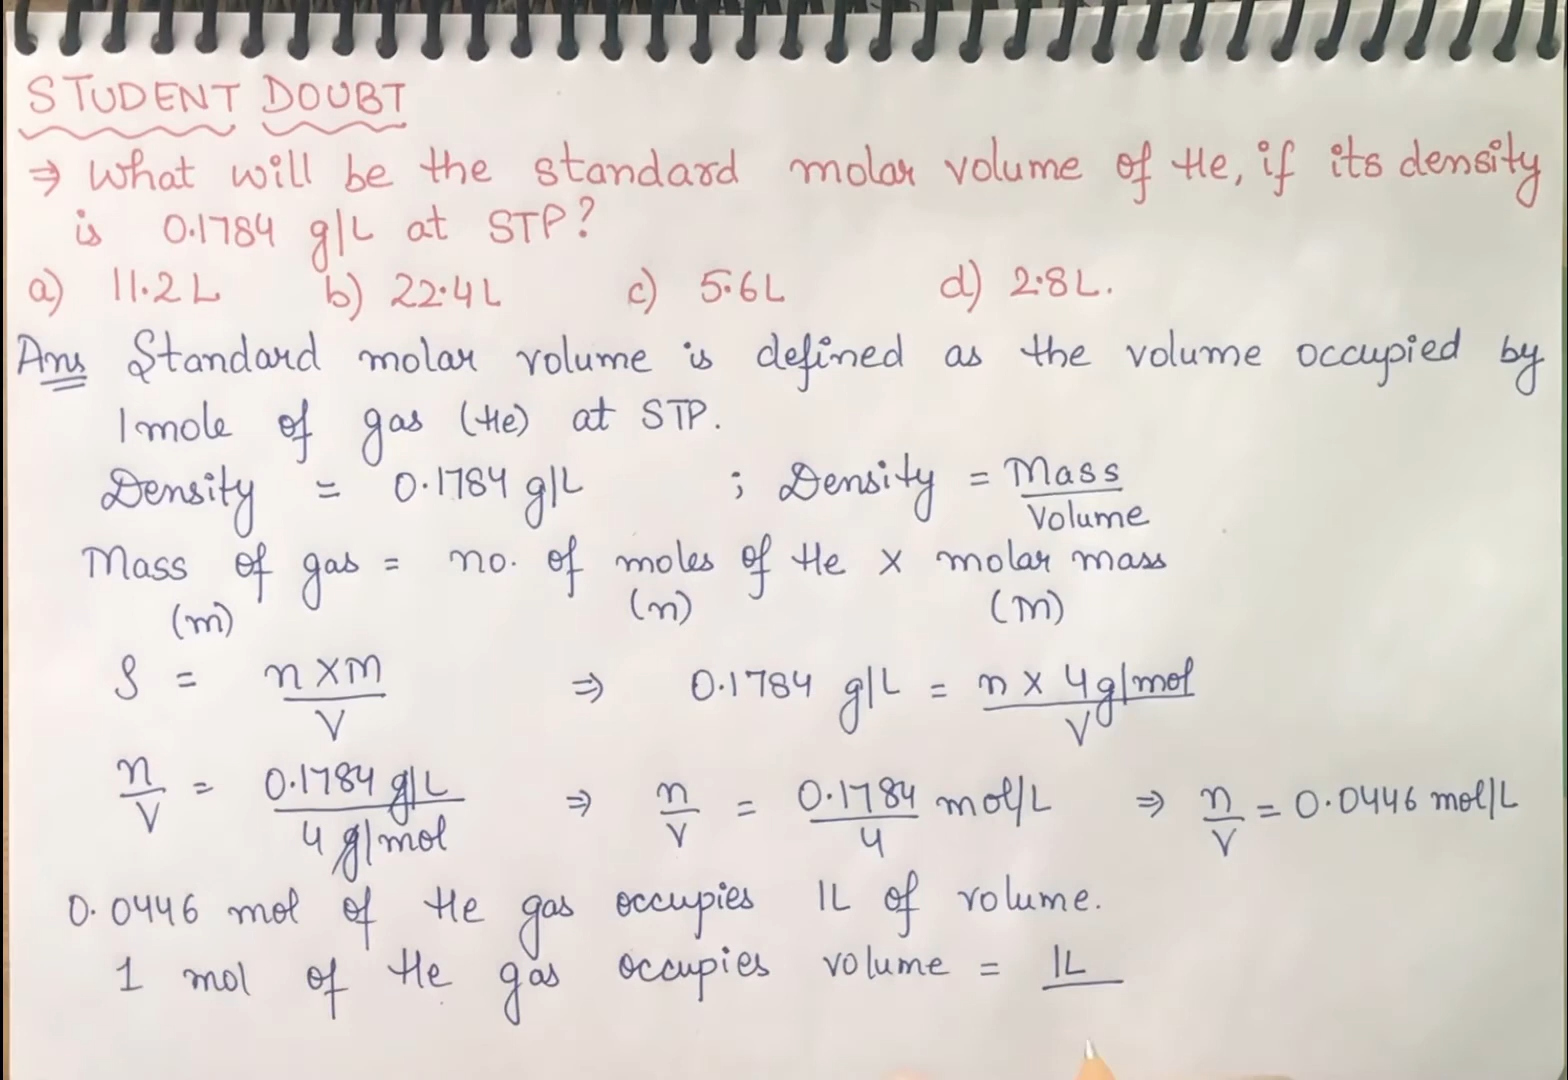 STUDENT DOUBT
⇒ What will be the standard molar volume of He, if its density
is 0.1784 g/L at STP?
a) 11.2 L b) 22.4 L c) 5.6 L d) 2.8 L.
Ans Standard molar volume is defined as the volume occupied by
1 mole of gas (He) at STP.
Density = 0.1784 g/L ; Density = Mass / Volume
Mass of gas = no. of moles of He × molar mass
(m) (n) (M)
ρ = n × M / V ⇒ 0.1784 g/L = n × 4 g/mol / V
n/V = 0.1784 g/L / 4 g/mol ⇒ n/V = 0.1784/4 mol/L ⇒ n/V = 0.0446 mol/L
0.0446 mol of He gas occupies 1L of volume.
1 mol of He gas occupies volume = 1L